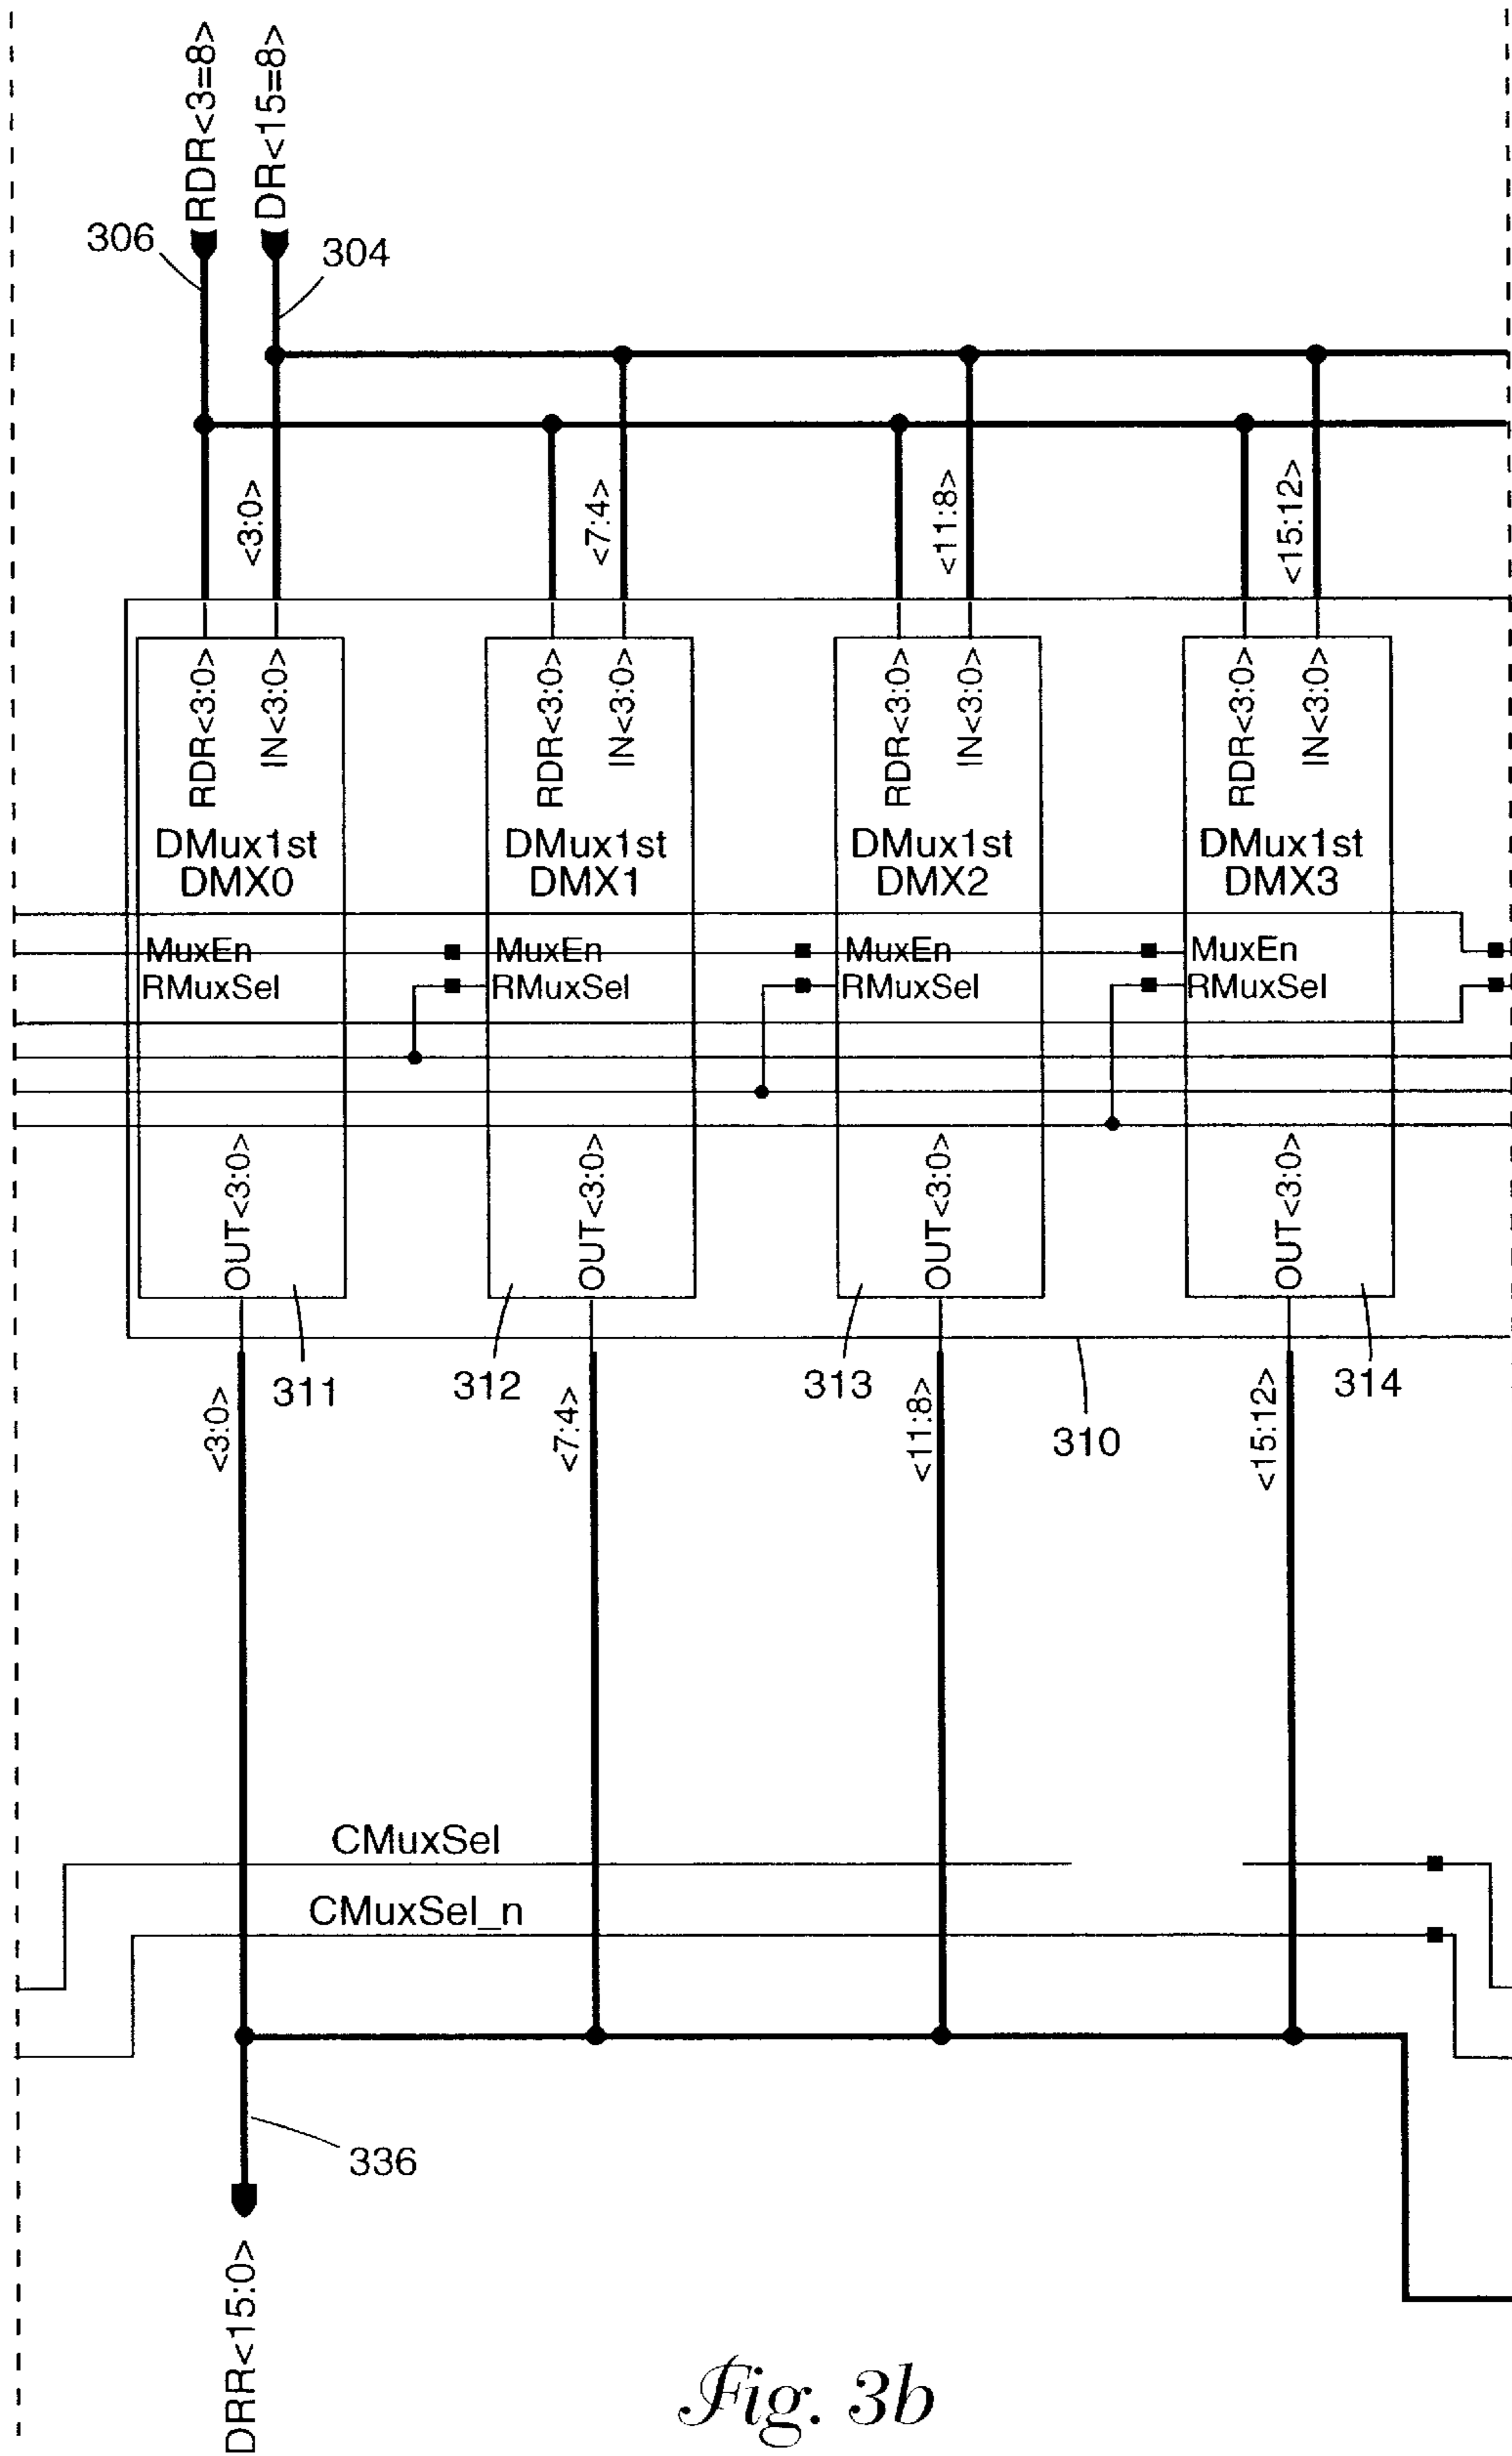 RDR<3=8>
DR<15=8>
306
304
<3:0>
<7:4>
<11:8>
<15:12>
RDR<3:0>
IN<3:0>
RDR<3:0>
IN<3:0>
RDR<3:0>
IN<3:0>
RDR<3:0>
IN<3:0>
DMux1st
DMX0
DMux1st
DMX1
DMux1st
DMX2
DMux1st
DMX3
MuxEn
RMuxSel
MuxEn
RMuxSel
MuxEn
RMuxSel
MuxEn
RMuxSel
OUT<3:0>
OUT<3:0>
OUT<3:0>
OUT<3:0>
311
312
313
310
314
<3:0>
<7:4>
<11:8>
<15:12>
CMuxSel
CMuxSel_n
336
DRR<15:0>
Fig. 3b